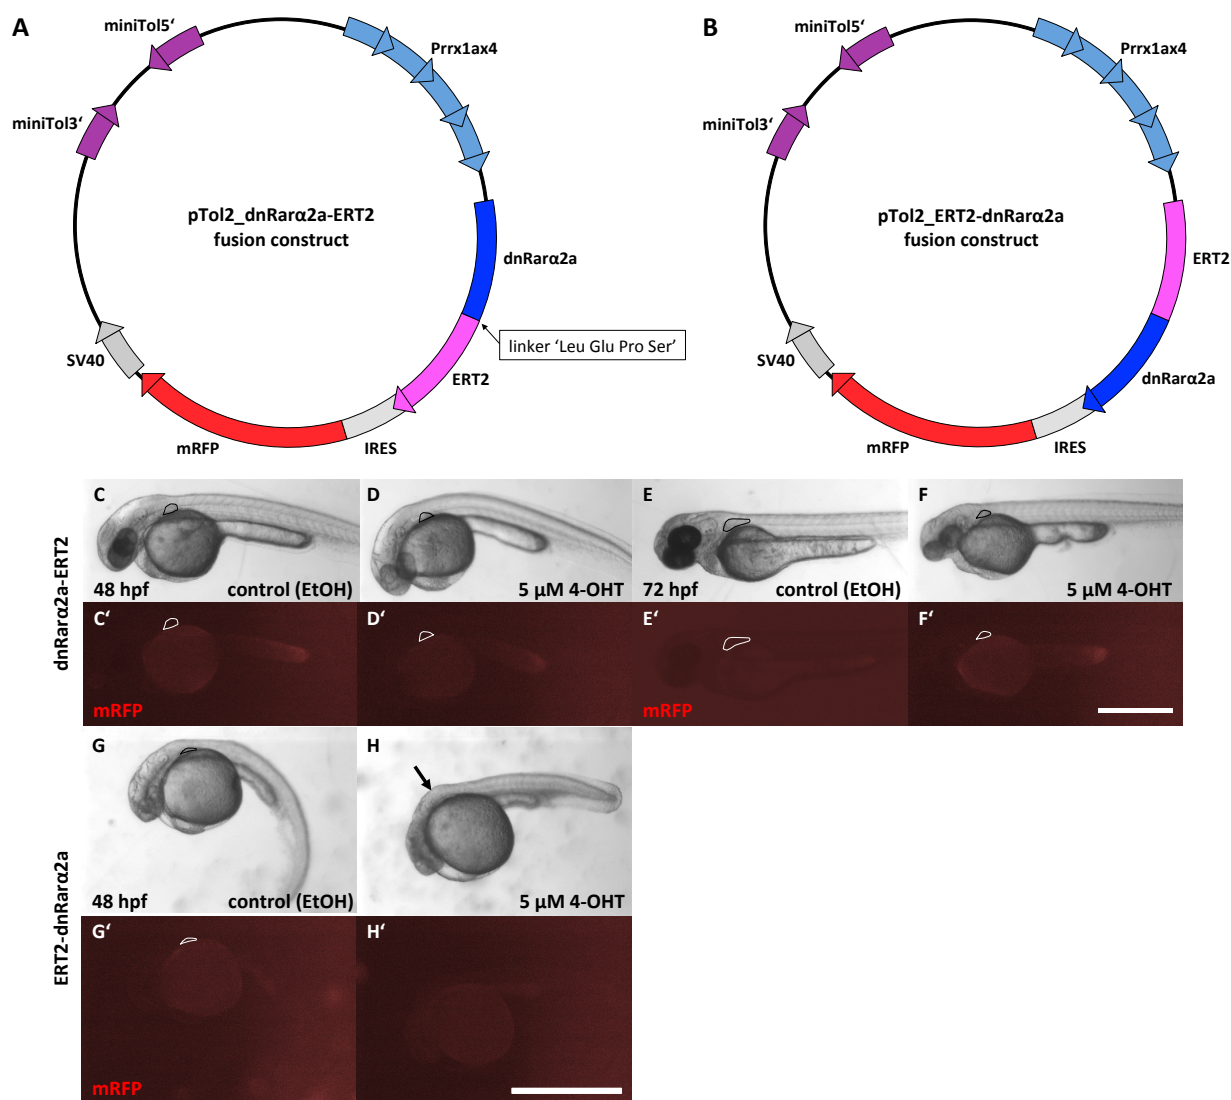 A
miniTol5‘
Prrx1ax4
miniTol3‘
pTol2_dnRarα2a-ERT2
fusion construct
dnRarα2a
linker ‘Leu Glu Pro Ser’
ERT2
SV40
mRFP
IRES
B
miniTol5‘
Prrx1ax4
miniTol3‘
pTol2_ERT2-dnRarα2a
fusion construct
ERT2
dnRarα2a
SV40
mRFP
IRES
dnRarα2a-ERT2
C
48 hpf
control (EtOH)
D
5 µM 4-OHT
E
72 hpf
control (EtOH)
F
5 µM 4-OHT
C‘
mRFP
D‘
E‘
mRFP
F‘
ERT2-dnRarα2a
G
48 hpf
control (EtOH)
H
5 µM 4-OHT
G‘
mRFP
H‘